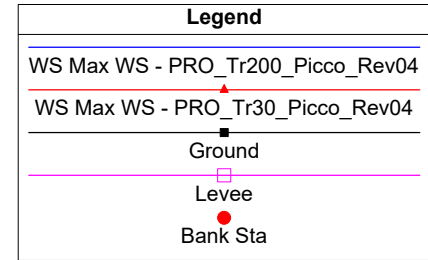 Legend
WS Max WS - PRO_Tr200_Picco_Rev04
WS Max WS - PRO_Tr30_Picco_Rev04
Ground
Levee
Bank Sta